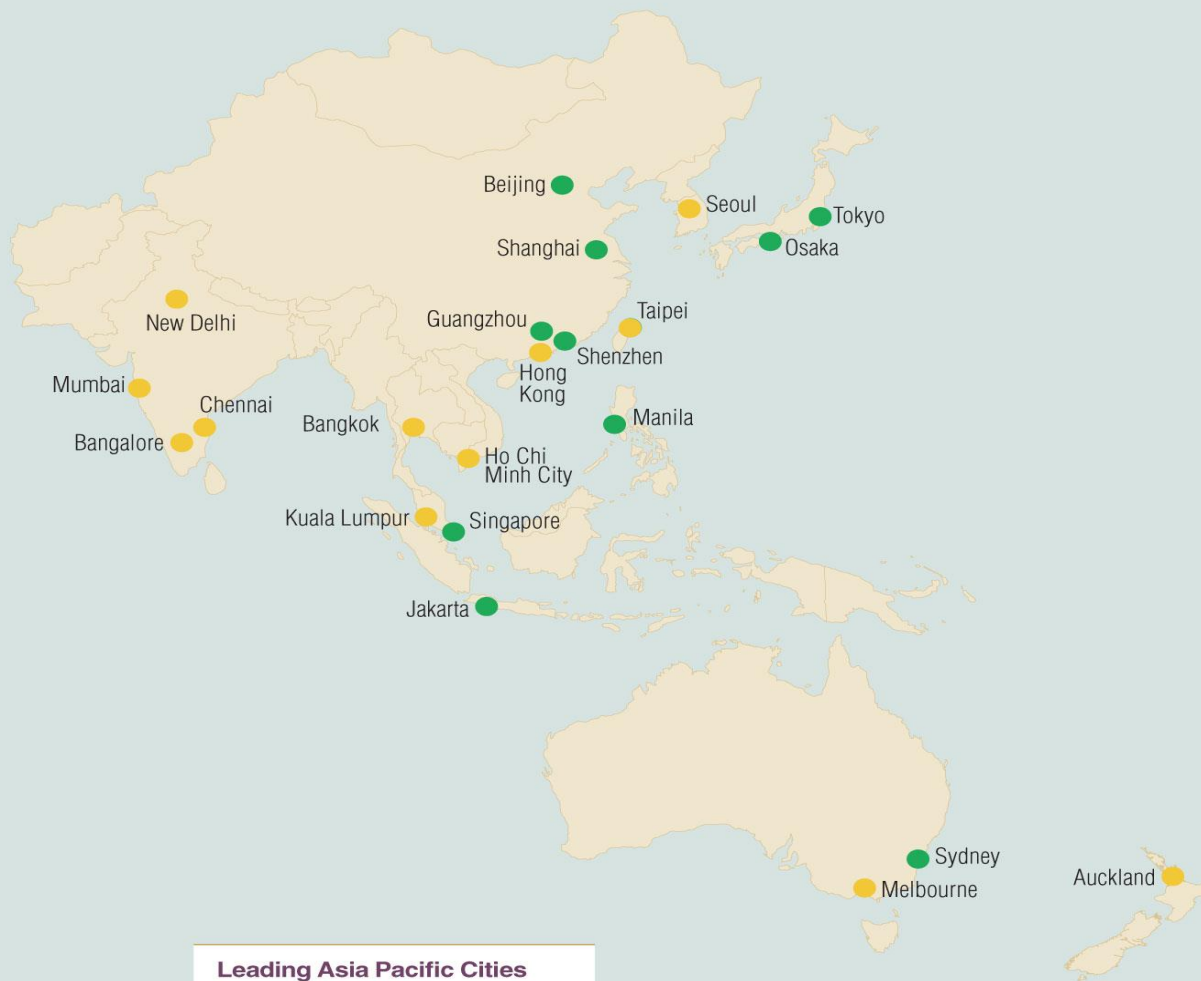 Beijing
Seoul
Tokyo
Shanghai
Osaka
New Delhi
Guangzhou
Taipei
Shenzhen
Hong
Kong
Mumbai
Chennai
Bangkok
Manila
Bangalore
Ho Chi
Minh City
Kuala Lumpur
Singapore
Jakarta
Sydney
Auckland
Melbourne
Leading Asia Pacific Cities